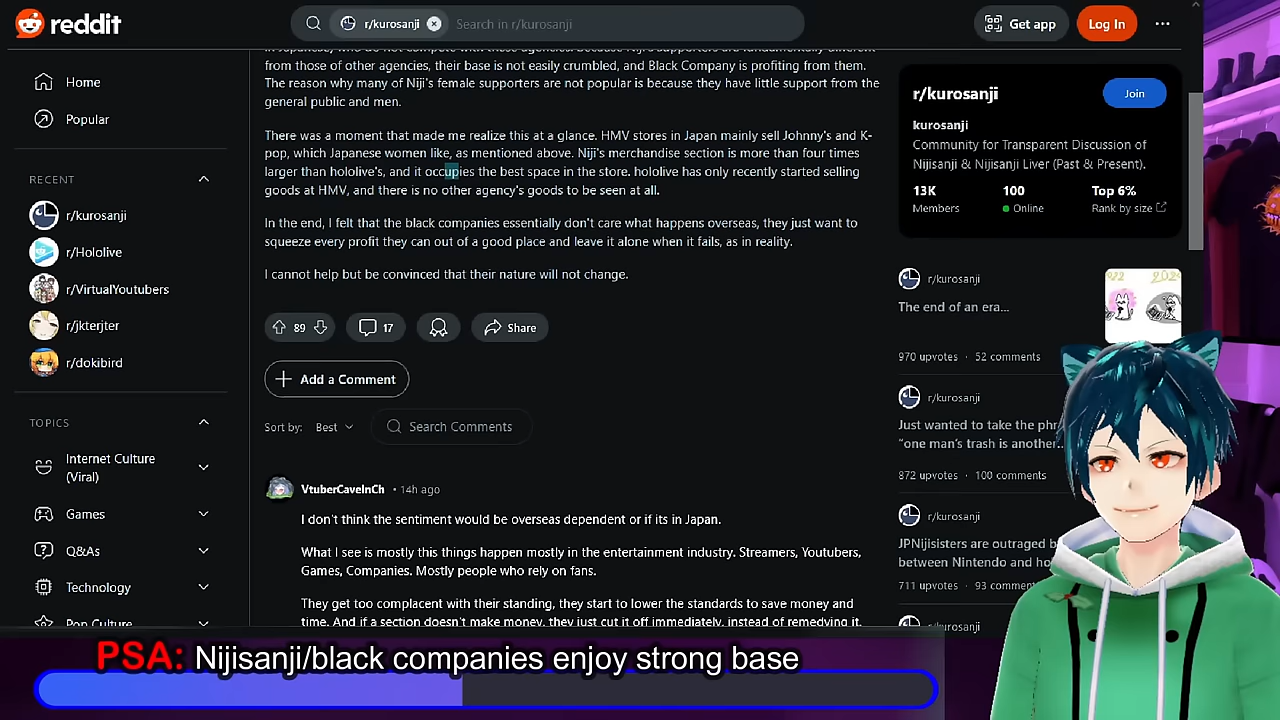 reddit
r/kurosanji
Search in r/kurosanji
Get app
Log In
Home
Popular
RECENT
r/kurosanji
r/Hololive
r/VirtualYoutubers
r/jkterjter
r/dokibird
TOPICS
Internet Culture
(Viral)
Games
Q&As
Technology
Pop Culture
in Japanese, who do not compete with these agencies. Because Niji's supporters are fundamentally different
from those of other agencies, their base is not easily crumbled, and Black Company is profiting from them.
The reason why many of Niji's female supporters are not popular is because they have little support from the
general public and men.
There was a moment that made me realize this at a glance. HMV stores in Japan mainly sell Johnny's and K-
pop, which Japanese women like, as mentioned above. Niji's merchandise section is more than four times
larger than hololive's, and it occupies the best space in the store. hololive has only recently started selling
goods at HMV, and there is no other agency's goods to be seen at all.
In the end, I felt that the black companies essentially don't care what happens overseas, they just want to
squeeze every profit they can out of a good place and leave it alone when it fails, as in reality.
I cannot help but be convinced that their nature will not change.
89
17
Share
Add a Comment
Sort by:
Best
Search Comments
VtuberCaveInCh • 14h ago
I don't think the sentiment would be overseas dependent or if its in Japan.
What I see is mostly this things happen mostly in the entertainment industry. Streamers, Youtubers,
Games, Companies. Mostly people who rely on fans.
They get too complacent with their standing, they start to lower the standards to save money and
time. And if a section doesn't make money, they just cut it off immediately, instead of remedying it.
r/kurosanji
Join
kurosanji
Community for Transparent Discussion of
Nijisanji & Nijisanji Liver (Past & Present).
13K
100
Top 6%
Members
Online
Rank by size
r/kurosanji
The end of an era...
970 upvotes · 52 comments
r/kurosanji
Just wanted to take the phr
"one man's trash is another...
872 upvotes · 100 comments
r/kurosanji
JPNijisisters are outraged b
between Nintendo and ho
711 upvotes · 93 commen
r/kurosanji
PSA: Nijisanji/black companies enjoy strong base